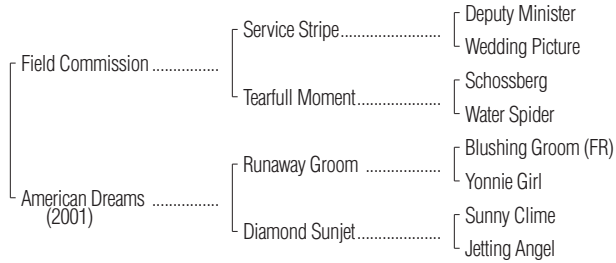 Deputy Minister
Service Stripe....................
Wedding Picture
Field Commission ................
Schossberg
Tearfull Moment.................
Water Spider
Blushing Groom (FR)
Runaway Groom ...............
Yonnie Girl
American Dreams ................
(2001)
Sunny Clime
Diamond Sunjet.................
Jetting Angel